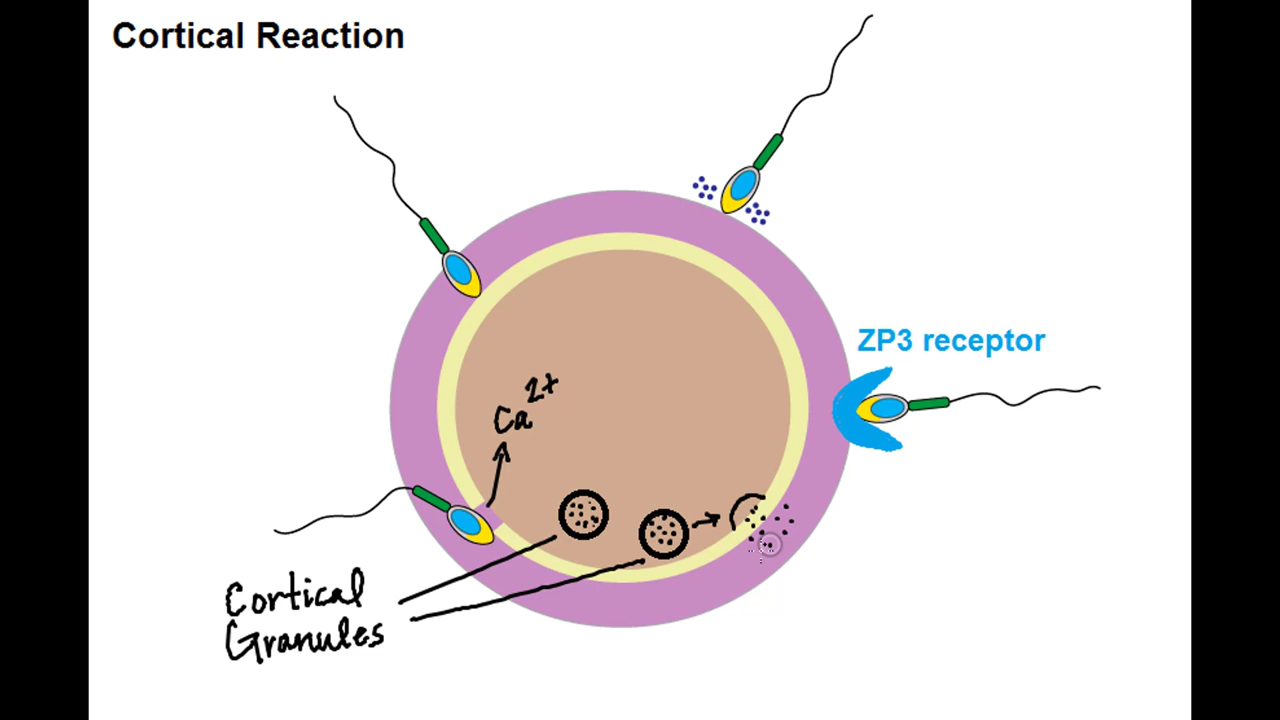 Cortical Reaction
ZP3 receptor
Ca2+
Cortical
Granules